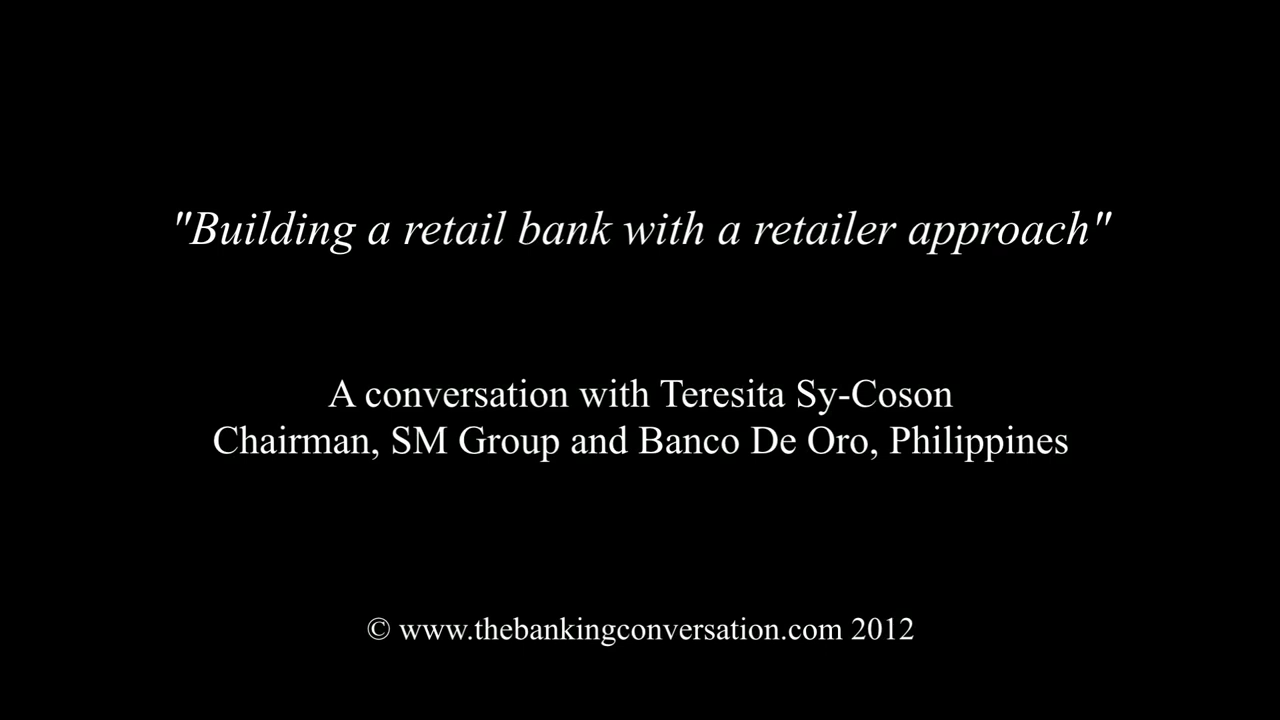 "Building a retail bank with a retailer approach"
A conversation with Teresita Sy-Coson
Chairman, SM Group and Banco De Oro, Philippines
© www.thebankingconversation.com 2012